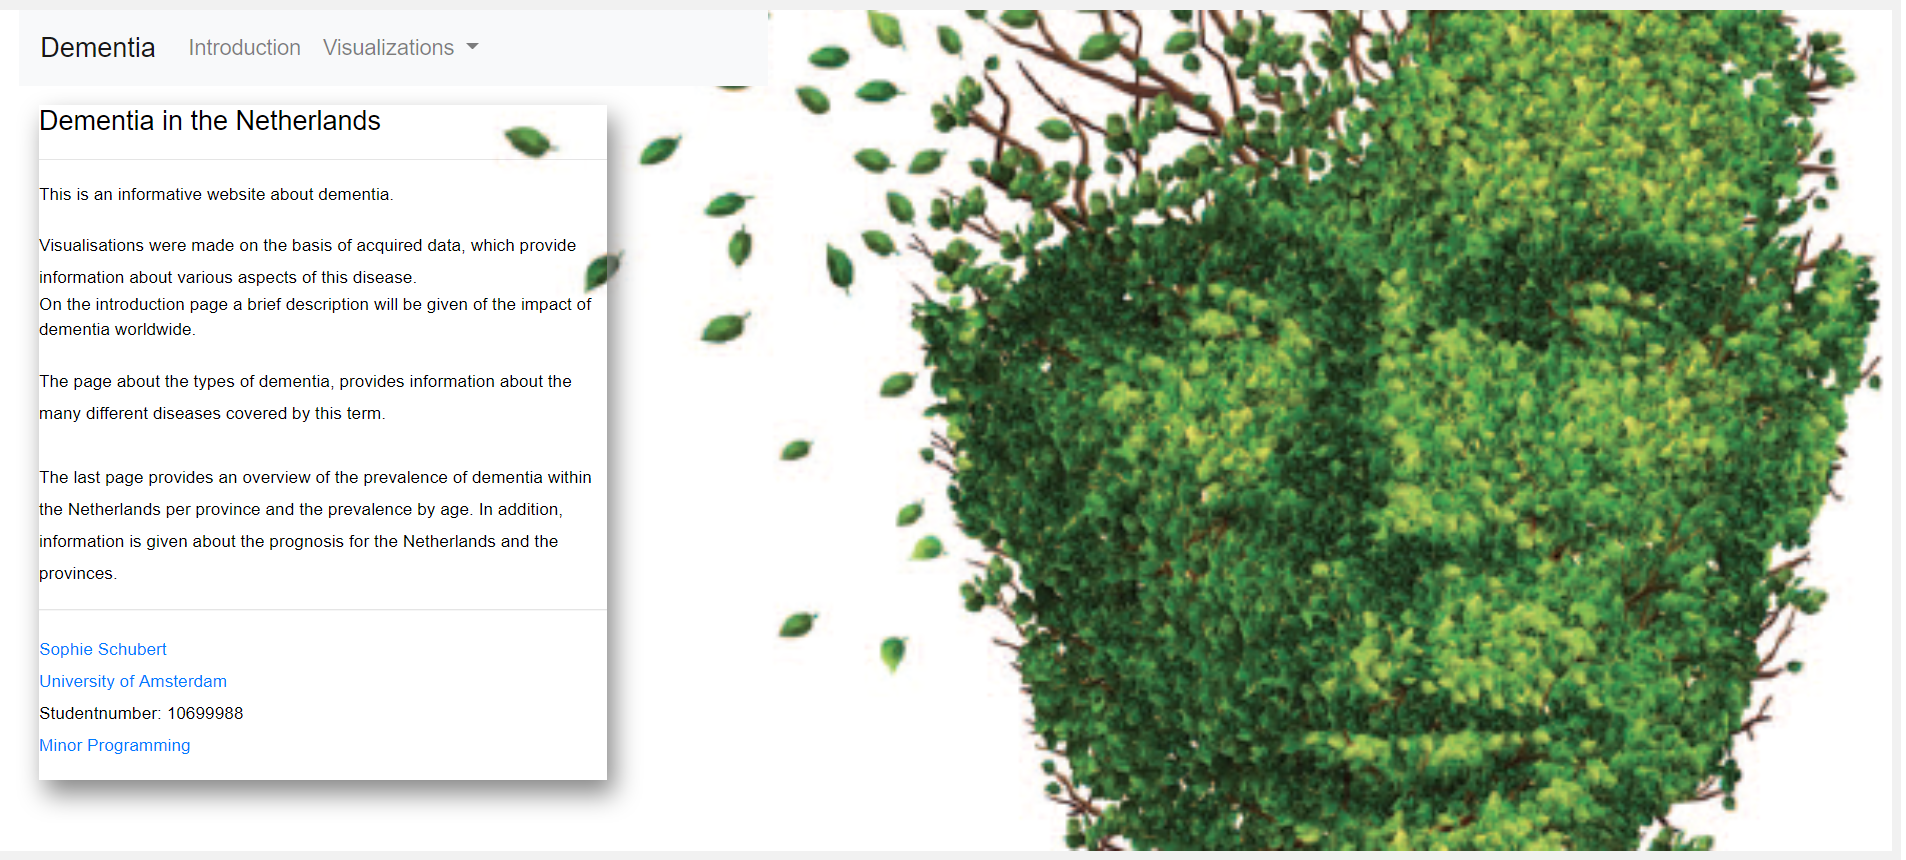 Dementia Introduction Visualizations
Dementia in the Netherlands
This is an informative website about dementia.
Visualisations were made on the basis of acquired data, which provide
information about various aspects of this disease.
On the introduction page a brief description will be given of the impact of
dementia worldwide.
The page about the types of dementia, provides information about the
many different diseases covered by this term.
The last page provides an overview of the prevalence of dementia within
the Netherlands per province and the prevalence by age. In addition,
information is given about the prognosis for the Netherlands and the
provinces.
Sophie Schubert
University of Amsterdam
Studentnumber: 10699988
Minor Programming